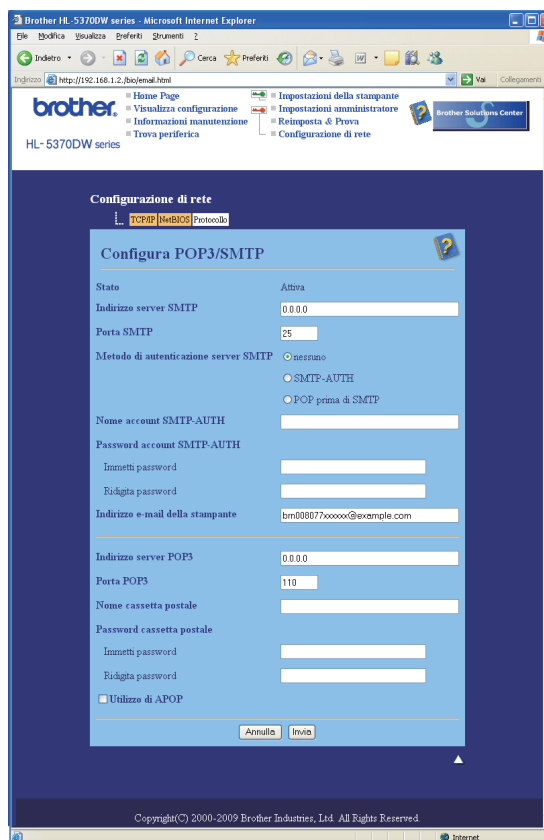 Brother HL-5370DW series - Microsoft Internet Explorer
File Modifica Visualizza Preferiti Strumenti ?
Indietro Cerca Preferiti
Indirizzo http://192.168.1.2./bio/email.html Vai Collegamenti
brother.
HL-5370DW series
Home Page
Visualizza configurazione
Informazioni manutenzione
Trova periferica
Impostazioni della stampante
Impostazioni amministratore
Reimposta & Prova
Configurazione di rete
Brother Solutions Center
Configurazione di rete
TCP/IP NetBIOS Protocollo
Configura POP3/SMTP
Stato Attiva
Indirizzo server SMTP 0.0.0.0
Porta SMTP 25
Metodo di autenticazione server SMTP nessuno
SMTP-AUTH
POP prima di SMTP
Nome account SMTP-AUTH
Password account SMTP-AUTH
Immetti password
Ridigita password
Indirizzo e-mail della stampante brn008077xxxxxx@example.com
Indirizzo server POP3 0.0.0.0
Porta POP3 110
Nome cassetta postale
Password cassetta postale
Immetti password
Ridigita password
Utilizzo di APOP
Annulla Invia
Copyright(C) 2000-2009 Brother Industries, Ltd. All Rights Reserved.
Internet